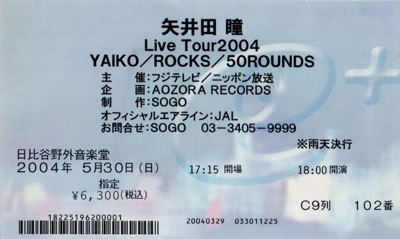 矢井田 瞳
Live Tour2004
YAIKO／ROCKS／50ROUNDS
主　催：フジテレビ／ニッポン放送
企　画：AOZORA RECORDS
制　作：SOGO
オフィシャルエアライン：JAL
お問合せ：SOGO　03-3405-9999
※雨天決行
日比谷野外音楽堂
2004年 5月30日(日)　17:15 開場　18:00 開演
指定
¥6,300(税込)
C9列　102番
18225196200001　20040329　033011225
e+